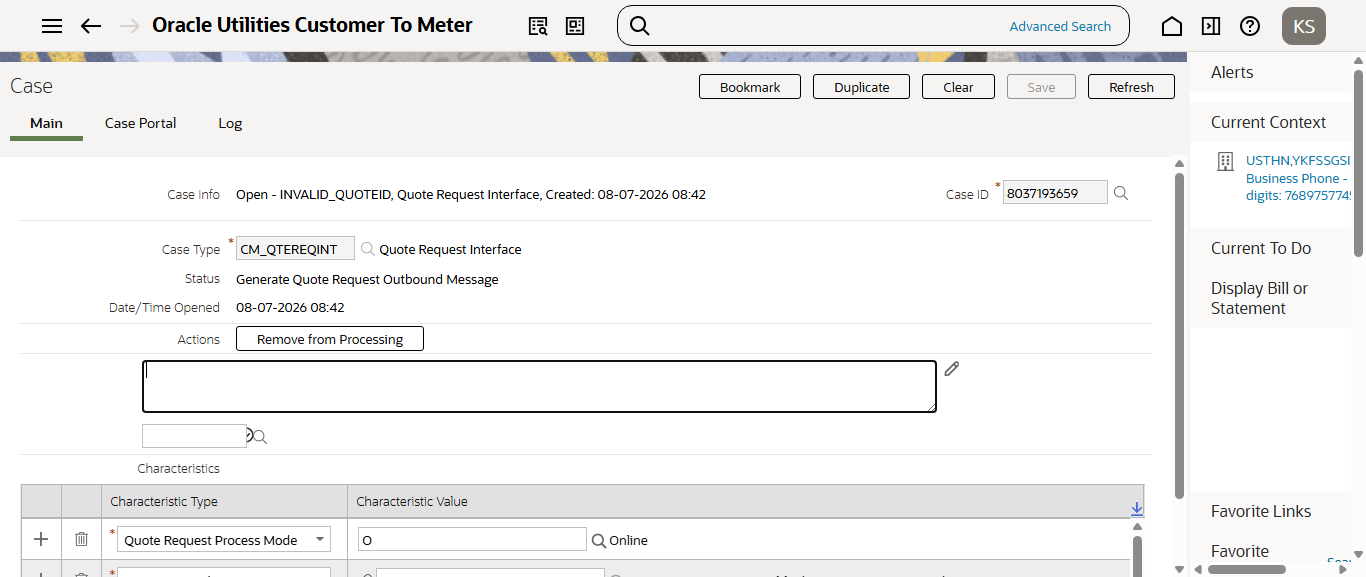 Oracle Utilities Customer To Meter
Advanced Search
KS
Case
Bookmark
Duplicate
Clear
Save
Refresh
Main
Case Portal
Log
Case Info
Open - INVALID_QUOTEID, Quote Request Interface, Created: 08-07-2026 08:42
Case ID
*
8037193659
Case Type
*
CM_QTEREQINT
Quote Request Interface
Status
Generate Quote Request Outbound Message
Date/Time Opened
08-07-2026 08:42
Actions
Remove from Processing
Characteristics
Characteristic Type
Characteristic Value
*
Quote Request Process Mode
O
Online
*
Alerts
Current Context
USTHN,YKFSSGSI
Business Phone -
digits: 768975774
Current To Do
Display Bill or
Statement
Favorite Links
Favorite